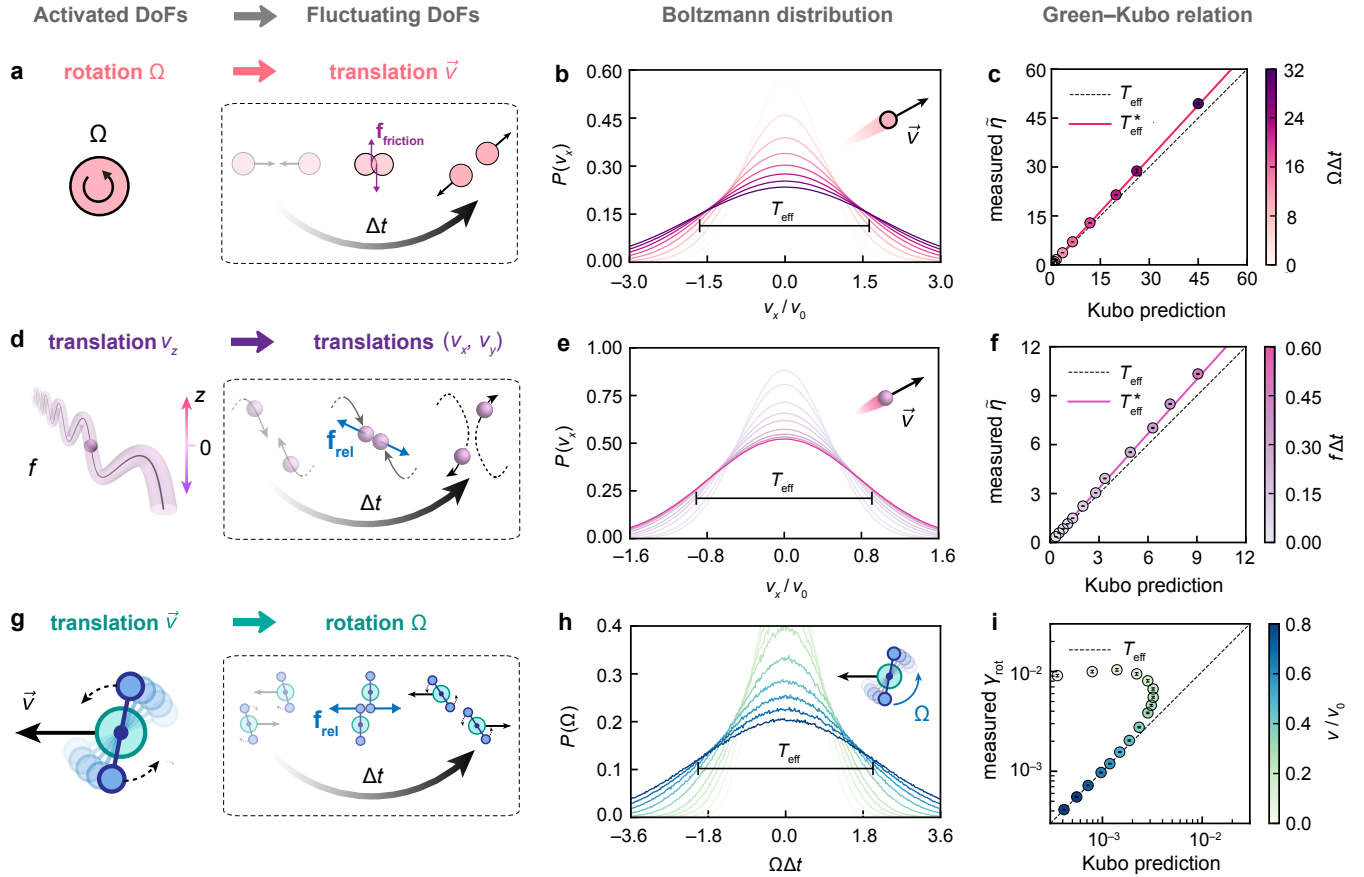 Activated DoFs
Fluctuating DoFs
Boltzmann distribution
Green–Kubo relation
a
rotation Ω
translation v⃗
Ω
f_friction
Δt
b
0.60
0.45
0.30
0.15
0.00
P(v_x)
v⃗
T_eff
−3.0
−1.5
0.0
1.5
3.0
v_x / v_0
c
60
45
30
15
0
measured η̃
T_eff
T*_eff
0
15
30
45
60
Kubo prediction
32
24
16
8
0
ΩΔt
d
translation v_z
translations (v_x, v_y)
z
0
f
f_rel
Δt
e
1.00
0.75
0.50
0.25
0.00
P(v_x)
v⃗
T_eff
−1.6
−0.8
0.0
0.8
1.6
v_x / v_0
f
12
9
6
3
0
measured η̃
T_eff
T*_eff
0
3
6
9
12
Kubo prediction
0.60
0.45
0.30
0.15
0.00
f Δt
g
translation v⃗
rotation Ω
v⃗
f_rel
Δt
h
0.4
0.3
0.2
0.1
0.0
P(Ω)
Ω
T_eff
−3.6
−1.8
0.0
1.8
3.6
ΩΔt
i
10⁻²
10⁻³
measured γ_rot
T_eff
10⁻³
10⁻²
Kubo prediction
0.8
0.6
0.4
0.2
0.0
v / v_0